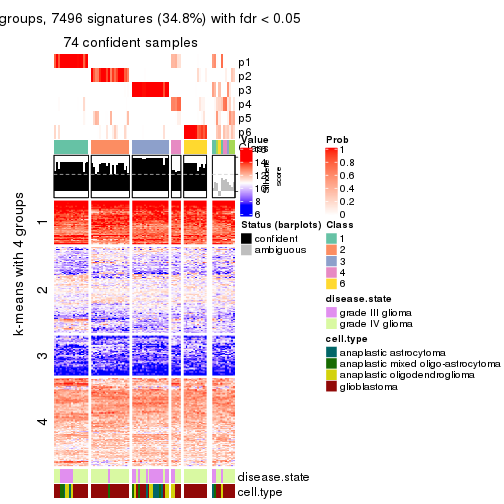 groups, 7496 signatures (34.8%) with fdr < 0.05
74 confident samples
p1
p2
p3
p4
p5
p6
Class
Silhouette
score
k-means with 4 groups
1
2
3
4
Value
16
14
12
10
8
6
Prob
1
0.8
0.6
0.4
0.2
0
Status (barplots)
confident
ambiguous
Class
1
2
3
4
6
disease.state
grade III glioma
grade IV glioma
cell.type
anaplastic astrocytoma
anaplastic mixed oligo-astrocytoma
anaplastic oligodendroglioma
glioblastoma
disease.state
cell.type